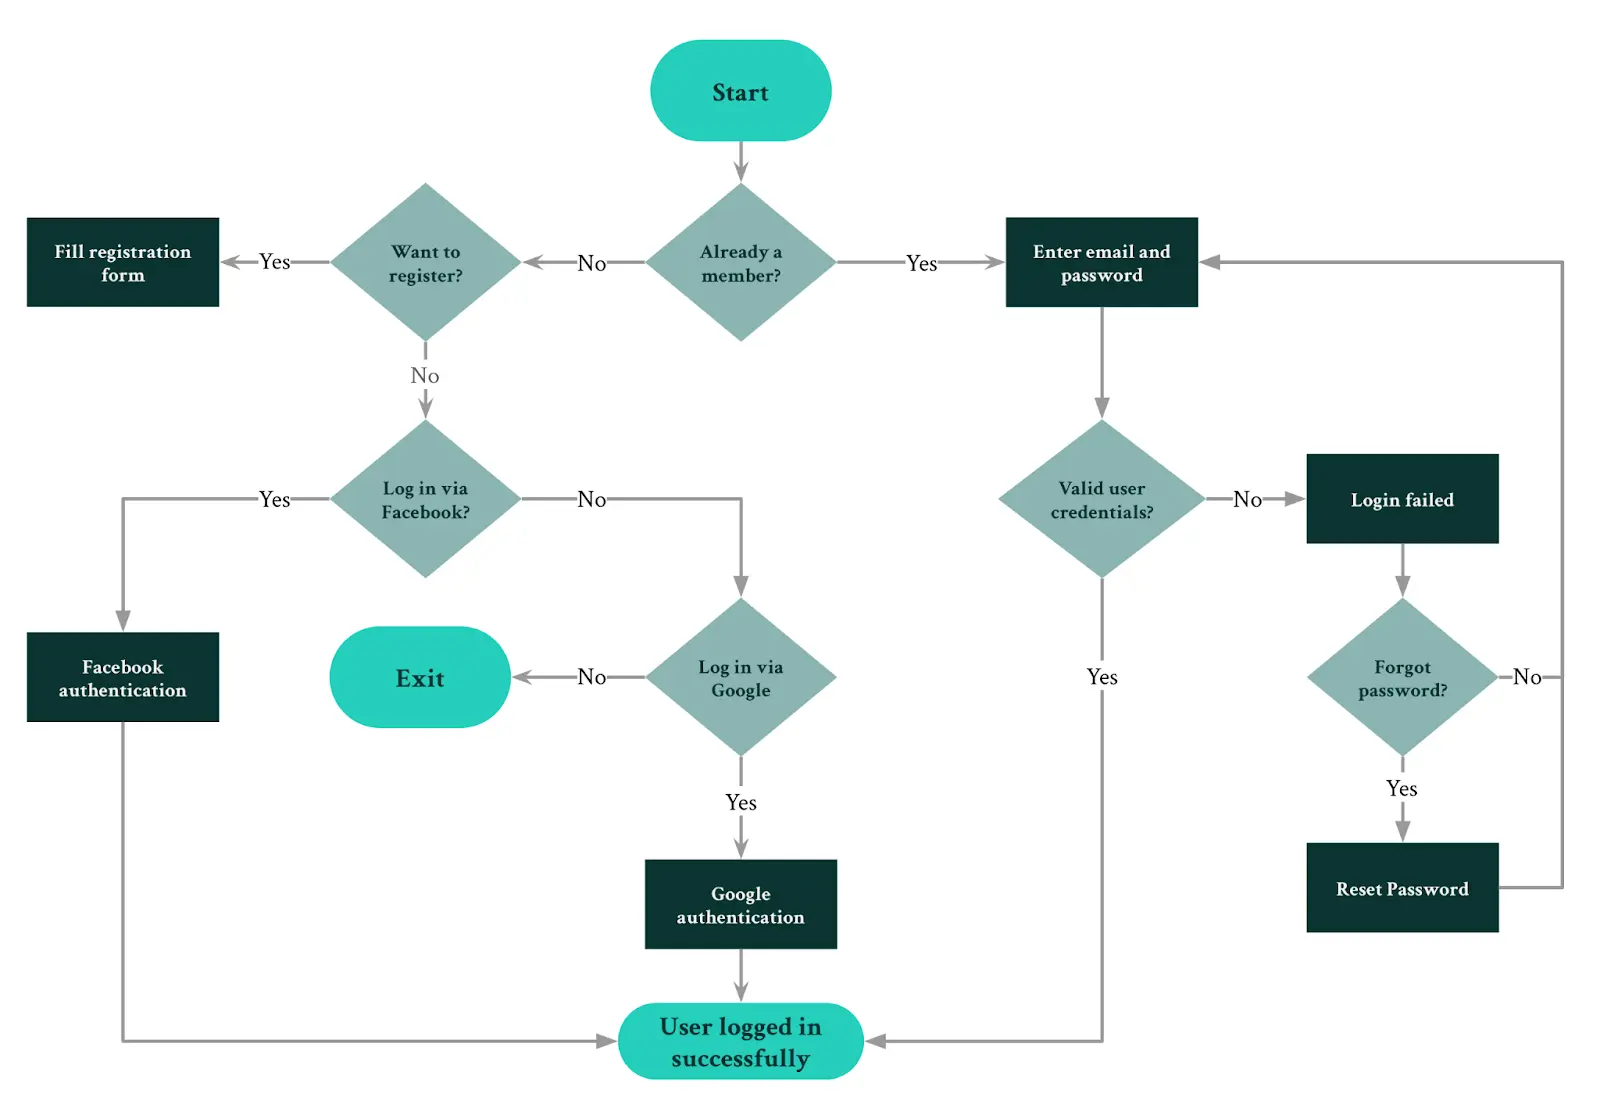 Start
Fill registration
form
Yes
Want to
register?
No
Already a
member?
Yes
Enter email and
password
No
Yes
Log in via
Facebook?
No
Valid user
credentials?
No
Login failed
Facebook
authentication
Exit
No
Log in via
Google
Yes
Forgot
password?
No
Yes
Yes
Google
authentication
Reset Password
User logged in
successfully